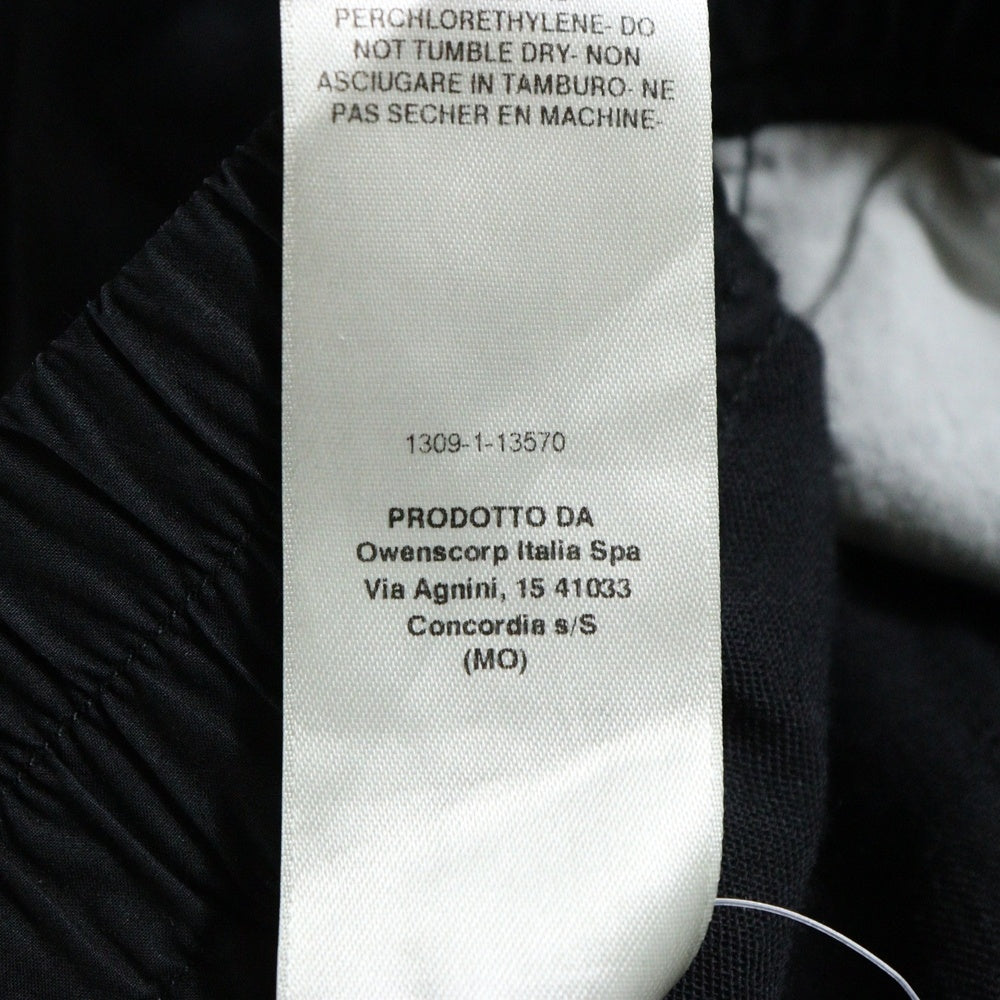 PERCHLORETHYLENE- DO
NOT TUMBLE DRY- NON
ASCIUGARE IN TAMBURO- NE
PAS SECHER EN MACHINE-
1309-1-13570
PRODOTTO DA
Owenscorp Italia Spa
Via Agnini, 15 41033
Concordia s/S
(MO)